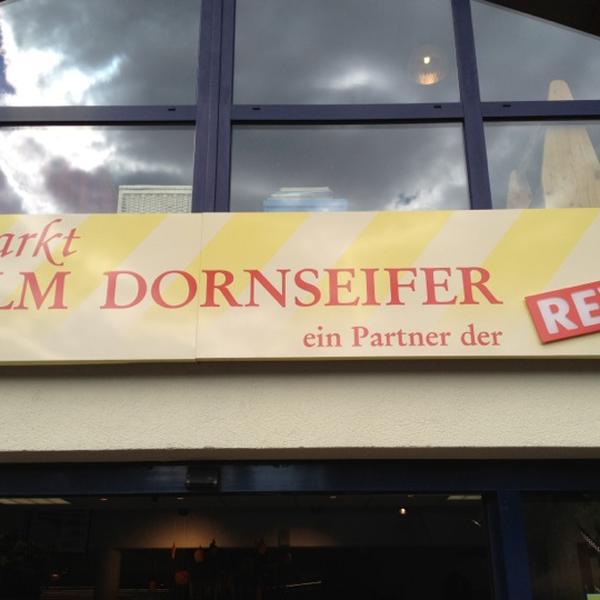 arkt
LM DORNSEIFER
ein Partner der
RE